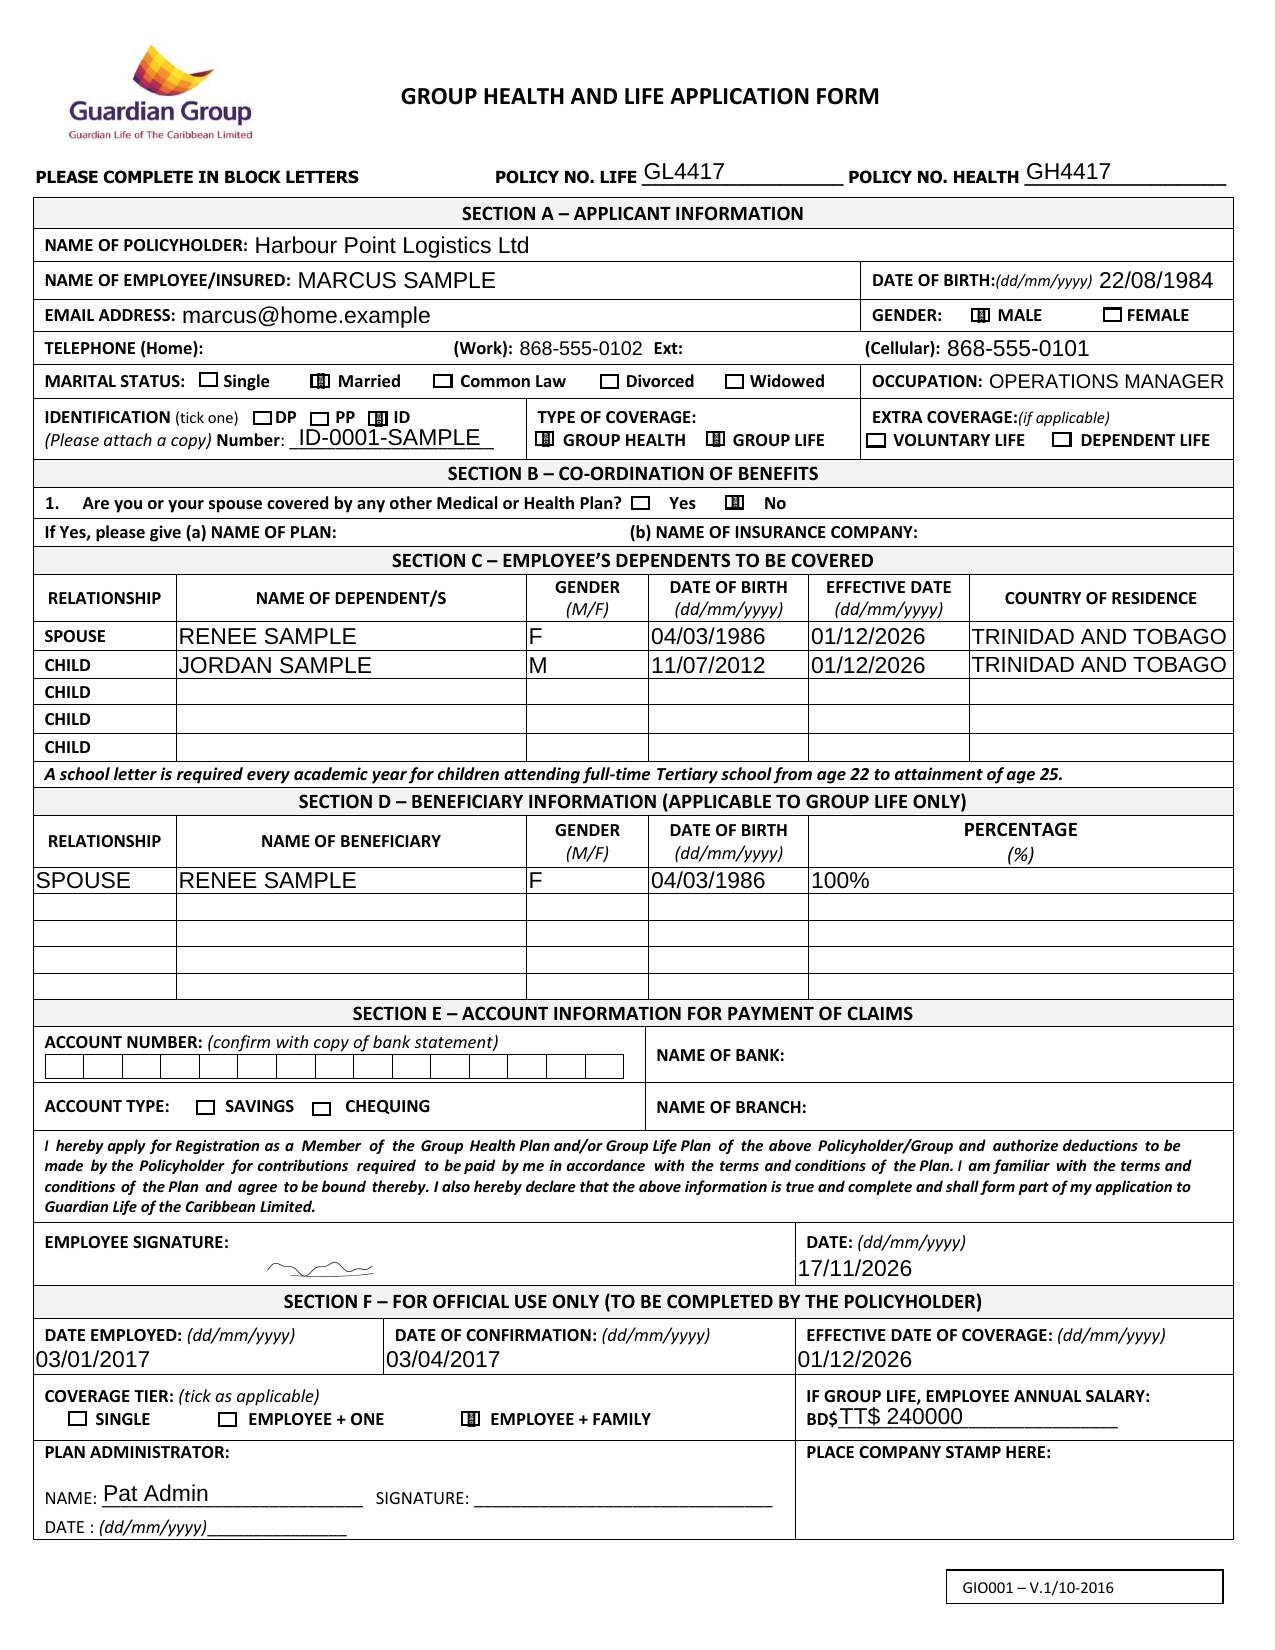 Guardian Group
Guardian Life of The Caribbean Limited
GROUP HEALTH AND LIFE APPLICATION FORM
PLEASE COMPLETE IN BLOCK LETTERS POLICY NO. LIFE GL4417 POLICY NO. HEALTH GH4417
SECTION A – APPLICANT INFORMATION
NAME OF POLICYHOLDER: Harbour Point Logistics Ltd
NAME OF EMPLOYEE/INSURED: MARCUS SAMPLE DATE OF BIRTH:(dd/mm/yyyy) 22/08/1984
EMAIL ADDRESS: marcus@home.example GENDER: MALE FEMALE
TELEPHONE (Home): (Work): 868-555-0102 Ext: (Cellular): 868-555-0101
MARITAL STATUS: Single Married Common Law Divorced Widowed OCCUPATION: OPERATIONS MANAGER
IDENTIFICATION (tick one) DP PP ID TYPE OF COVERAGE: EXTRA COVERAGE:(if applicable)
(Please attach a copy) Number: ID-0001-SAMPLE GROUP HEALTH GROUP LIFE VOLUNTARY LIFE DEPENDENT LIFE
SECTION B – CO-ORDINATION OF BENEFITS
1. Are you or your spouse covered by any other Medical or Health Plan? Yes No
If Yes, please give (a) NAME OF PLAN: (b) NAME OF INSURANCE COMPANY:
SECTION C – EMPLOYEE’S DEPENDENTS TO BE COVERED
RELATIONSHIP NAME OF DEPENDENT/S GENDER (M/F) DATE OF BIRTH (dd/mm/yyyy) EFFECTIVE DATE (dd/mm/yyyy) COUNTRY OF RESIDENCE
SPOUSE RENEE SAMPLE F 04/03/1986 01/12/2026 TRINIDAD AND TOBAGO
CHILD JORDAN SAMPLE M 11/07/2012 01/12/2026 TRINIDAD AND TOBAGO
CHILD
CHILD
CHILD
A school letter is required every academic year for children attending full-time Tertiary school from age 22 to attainment of age 25.
SECTION D – BENEFICIARY INFORMATION (APPLICABLE TO GROUP LIFE ONLY)
RELATIONSHIP NAME OF BENEFICIARY GENDER (M/F) DATE OF BIRTH (dd/mm/yyyy) PERCENTAGE (%)
SPOUSE RENEE SAMPLE F 04/03/1986 100%
SECTION E – ACCOUNT INFORMATION FOR PAYMENT OF CLAIMS
ACCOUNT NUMBER: (confirm with copy of bank statement) NAME OF BANK:
ACCOUNT TYPE: SAVINGS CHEQUING NAME OF BRANCH:
I hereby apply for Registration as a Member of the Group Health Plan and/or Group Life Plan of the above Policyholder/Group and authorize deductions to be
made by the Policyholder for contributions required to be paid by me in accordance with the terms and conditions of the Plan. I am familiar with the terms and
conditions of the Plan and agree to be bound thereby. I also hereby declare that the above information is true and complete and shall form part of my application to
Guardian Life of the Caribbean Limited.
EMPLOYEE SIGNATURE: DATE: (dd/mm/yyyy)
17/11/2026
SECTION F – FOR OFFICIAL USE ONLY (TO BE COMPLETED BY THE POLICYHOLDER)
DATE EMPLOYED: (dd/mm/yyyy) DATE OF CONFIRMATION: (dd/mm/yyyy) EFFECTIVE DATE OF COVERAGE: (dd/mm/yyyy)
03/01/2017 03/04/2017 01/12/2026
COVERAGE TIER: (tick as applicable) IF GROUP LIFE, EMPLOYEE ANNUAL SALARY:
SINGLE EMPLOYEE + ONE EMPLOYEE + FAMILY BD$ TT$ 240000
PLAN ADMINISTRATOR: PLACE COMPANY STAMP HERE:
NAME: Pat Admin SIGNATURE:
DATE : (dd/mm/yyyy)
GIO001 – V.1/10-2016